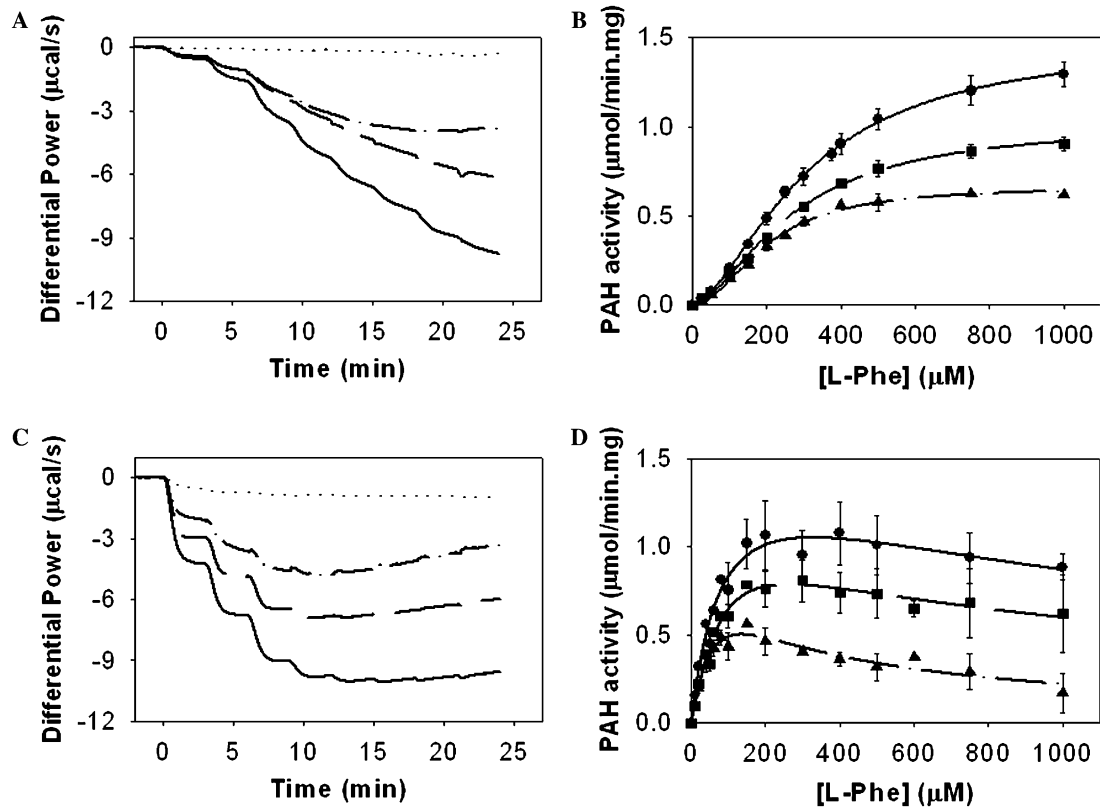 A
Differential Power (μcal/s)
0
-3
-6
-9
-12
0 5 10 15 20 25
Time (min)
B
PAH activity (μmol/min.mg)
1.5
1.0
0.5
0.0
0 200 400 600 800 1000
[L-Phe] (μM)
C
Differential Power (μcal/s)
0
-3
-6
-9
-12
0 5 10 15 20 25
Time (min)
D
PAH activity (μmol/min.mg)
1.5
1.0
0.5
0.0
0 200 400 600 800 1000
[L-Phe] (μM)